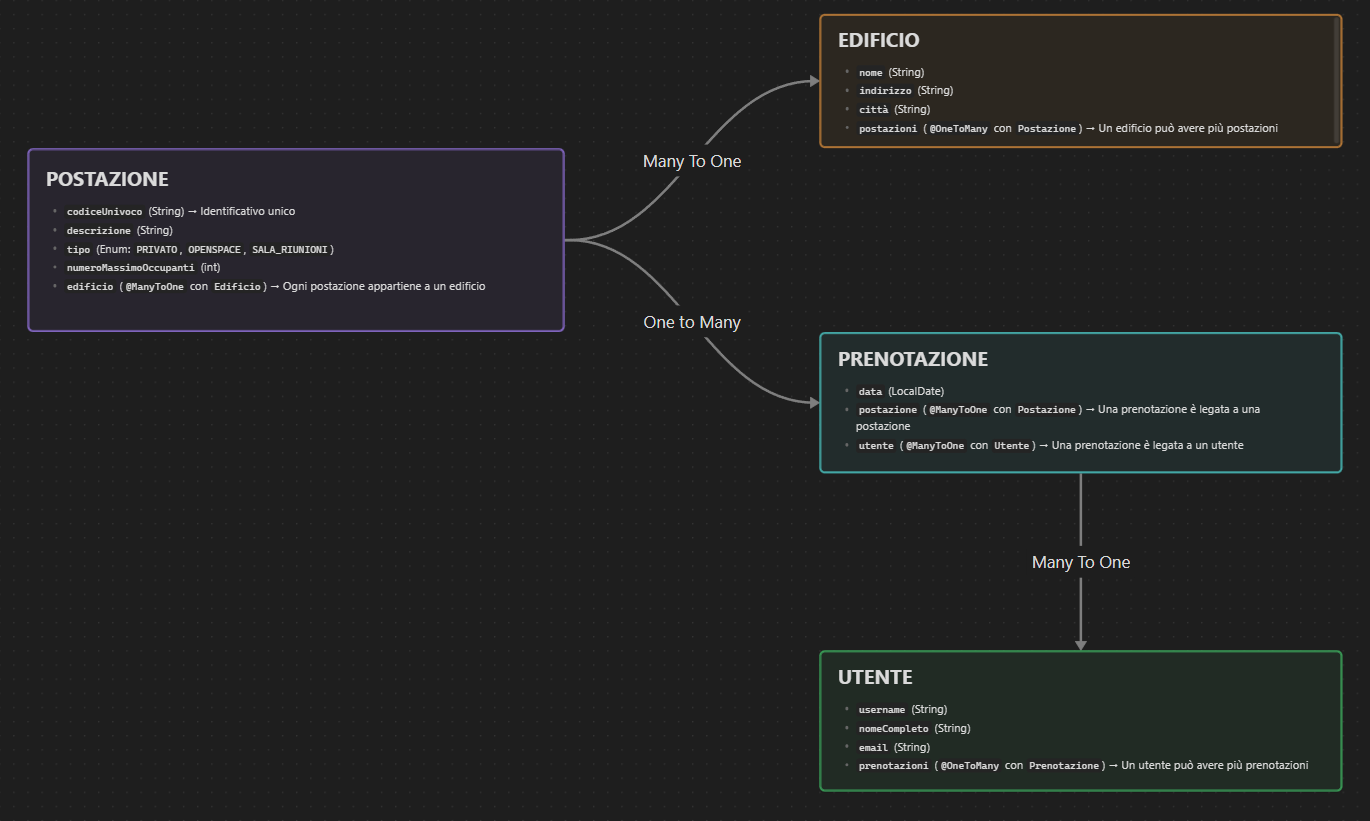 EDIFICIO
nome (String)
indirizzo (String)
città (String)
postazioni ( @OneToMany con Postazione ) → Un edificio può avere più postazioni
Many To One
POSTAZIONE
codiceUnivoco (String) → Identificativo unico
descrizione (String)
tipo (Enum: PRIVATO , OPENSPACE , SALA_RIUNIONI )
numeroMassimoOccupanti (int)
edificio ( @ManyToOne con Edificio ) → Ogni postazione appartiene a un edificio
One to Many
PRENOTAZIONE
data (LocalDate)
postazione ( @ManyToOne con Postazione ) → Una prenotazione è legata a una
postazione
utente ( @ManyToOne con Utente ) → Una prenotazione è legata a un utente
Many To One
UTENTE
username (String)
nomeCompleto (String)
email (String)
prenotazioni ( @OneToMany con Prenotazione ) → Un utente può avere più prenotazioni